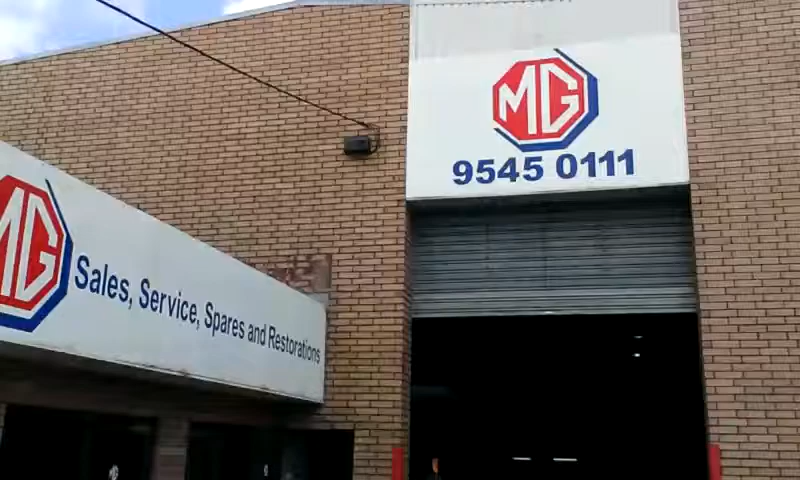 MG
9545 0111
MG
Sales, Service, Spares and Restorations